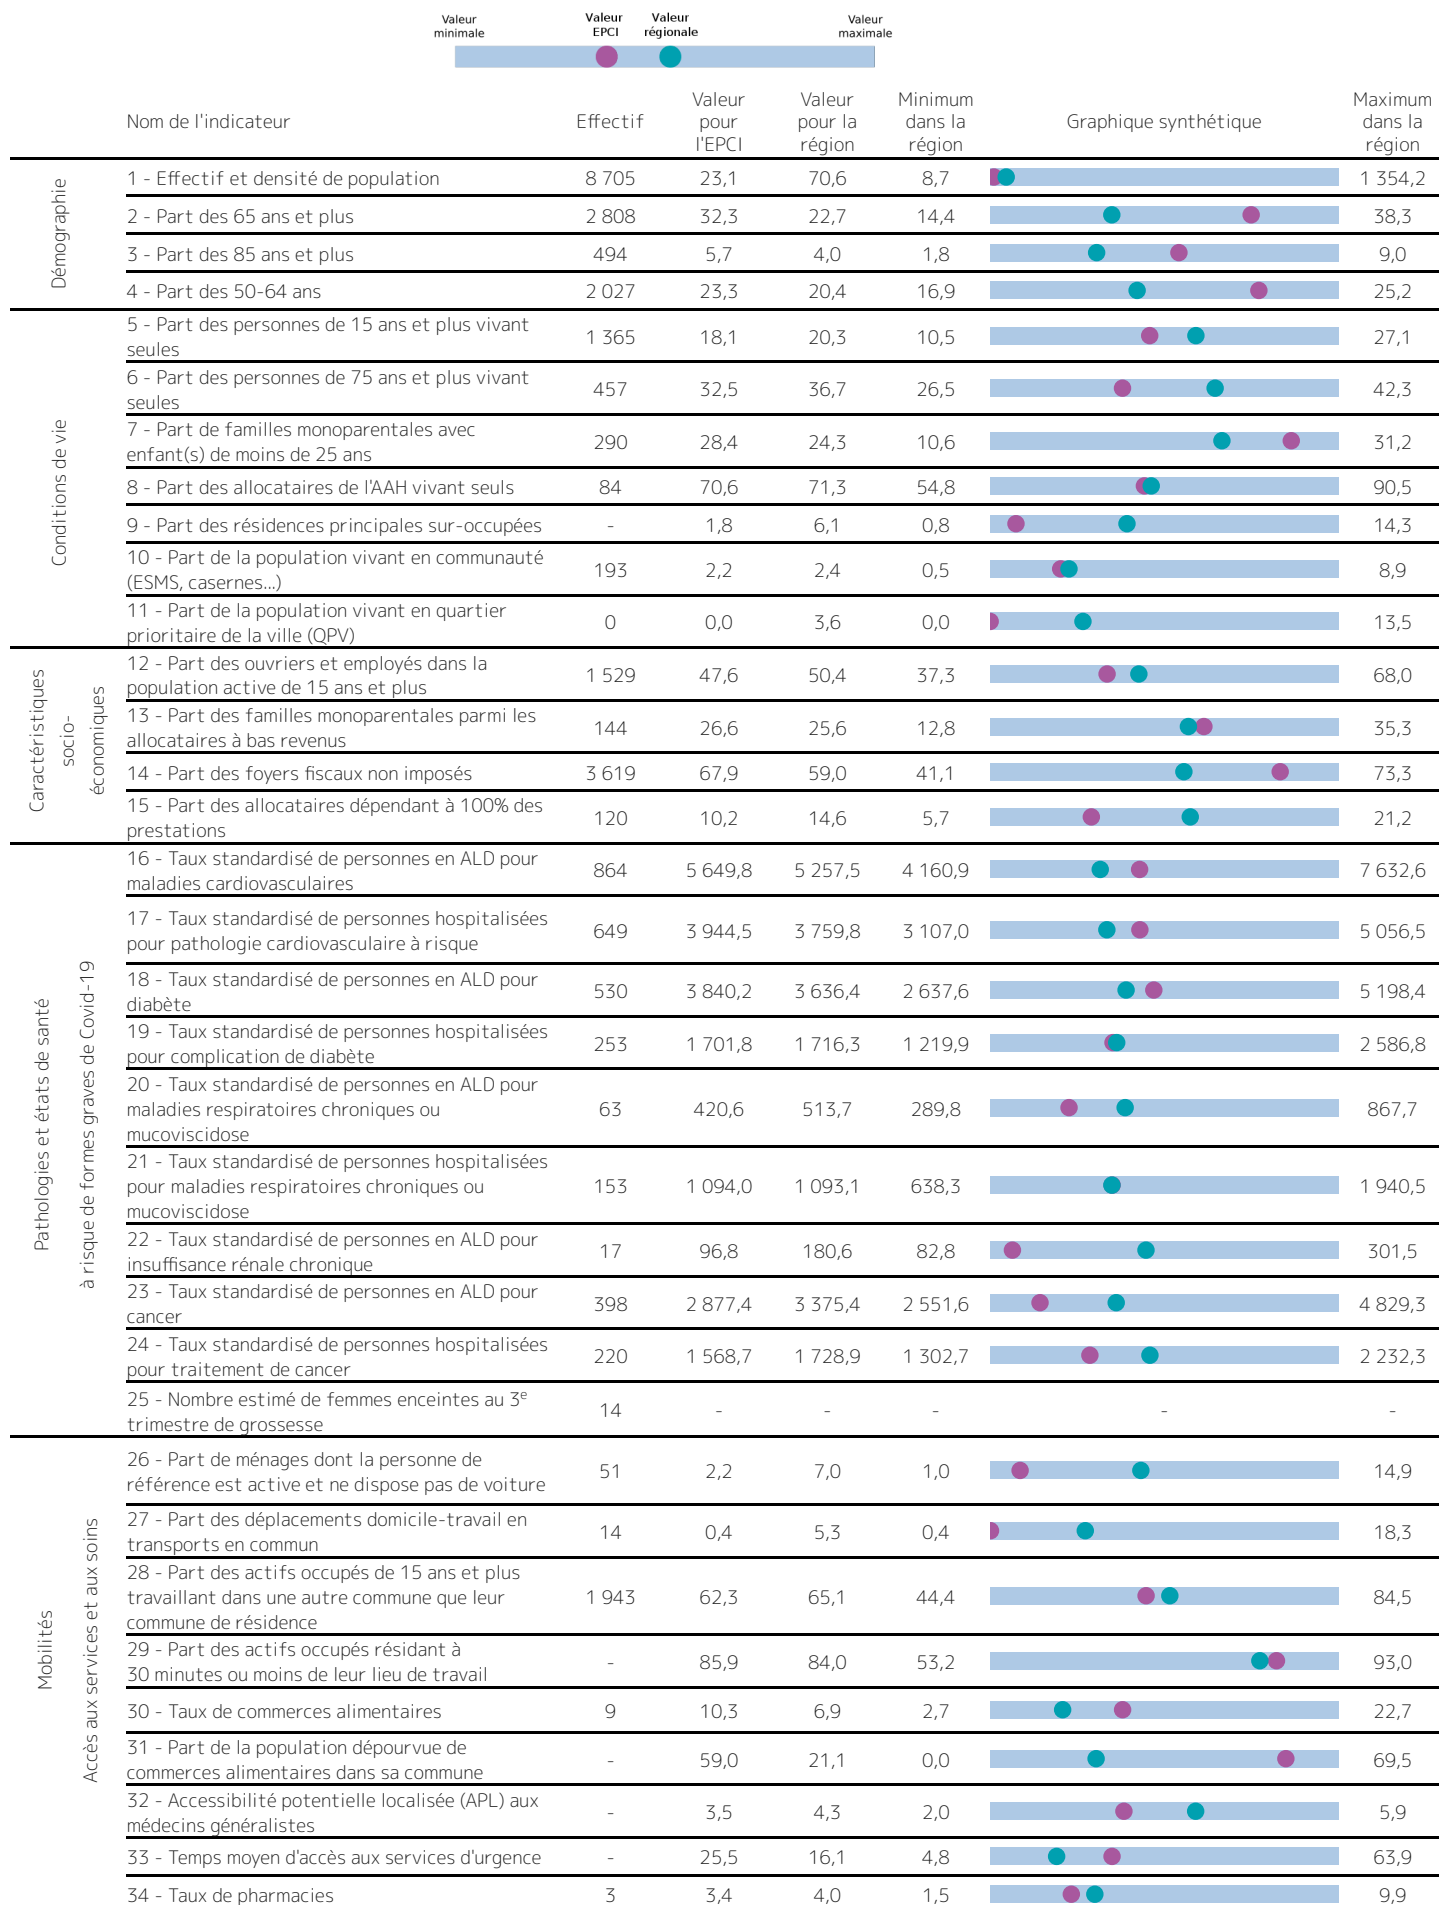 Valeur minimale
Valeur EPCI
Valeur régionale
Valeur maximale
Nom de l'indicateur
Effectif
Valeur pour l'EPCI
Valeur pour la région
Minimum dans la région
Graphique synthétique
Maximum dans la région
Démographie
1 - Effectif et densité de population 8 705 23,1 70,6 8,7 1 354,2
2 - Part des 65 ans et plus 2 808 32,3 22,7 14,4 38,3
3 - Part des 85 ans et plus 494 5,7 4,0 1,8 9,0
4 - Part des 50-64 ans 2 027 23,3 20,4 16,9 25,2
Conditions de vie
5 - Part des personnes de 15 ans et plus vivant
seules 1 365 18,1 20,3 10,5 27,1
6 - Part des personnes de 75 ans et plus vivant
seules 457 32,5 36,7 26,5 42,3
7 - Part de familles monoparentales avec
enfant(s) de moins de 25 ans 290 28,4 24,3 10,6 31,2
8 - Part des allocataires de l'AAH vivant seuls 84 70,6 71,3 54,8 90,5
9 - Part des résidences principales sur-occupées - 1,8 6,1 0,8 14,3
10 - Part de la population vivant en communauté
(ESMS, casernes...) 193 2,2 2,4 0,5 8,9
11 - Part de la population vivant en quartier
prioritaire de la ville (QPV) 0 0,0 3,6 0,0 13,5
Caractéristiques
socio-
économiques
12 - Part des ouvriers et employés dans la
population active de 15 ans et plus 1 529 47,6 50,4 37,3 68,0
13 - Part des familles monoparentales parmi les
allocataires à bas revenus 144 26,6 25,6 12,8 35,3
14 - Part des foyers fiscaux non imposés 3 619 67,9 59,0 41,1 73,3
15 - Part des allocataires dépendant à 100% des
prestations 120 10,2 14,6 5,7 21,2
Pathologies et états de santé
à risque de formes graves de Covid-19
16 - Taux standardisé de personnes en ALD pour
maladies cardiovasculaires 864 5 649,8 5 257,5 4 160,9 7 632,6
17 - Taux standardisé de personnes hospitalisées
pour pathologie cardiovasculaire à risque 649 3 944,5 3 759,8 3 107,0 5 056,5
18 - Taux standardisé de personnes en ALD pour
diabète 530 3 840,2 3 636,4 2 637,6 5 198,4
19 - Taux standardisé de personnes hospitalisées
pour complication de diabète 253 1 701,8 1 716,3 1 219,9 2 586,8
20 - Taux standardisé de personnes en ALD pour
maladies respiratoires chroniques ou 63 420,6 513,7 289,8 867,7
mucoviscidose
21 - Taux standardisé de personnes hospitalisées
pour maladies respiratoires chroniques ou 153 1 094,0 1 093,1 638,3 1 940,5
mucoviscidose
22 - Taux standardisé de personnes en ALD pour
insuffisance rénale chronique 17 96,8 180,6 82,8 301,5
23 - Taux standardisé de personnes en ALD pour
cancer 398 2 877,4 3 375,4 2 551,6 4 829,3
24 - Taux standardisé de personnes hospitalisées
pour traitement de cancer 220 1 568,7 1 728,9 1 302,7 2 232,3
25 - Nombre estimé de femmes enceintes au 3e
trimestre de grossesse 14 - - - - -
Mobilités
Accès aux services et aux soins
26 - Part de ménages dont la personne de
référence est active et ne dispose pas de voiture 51 2,2 7,0 1,0 14,9
27 - Part des déplacements domicile-travail en
transports en commun 14 0,4 5,3 0,4 18,3
28 - Part des actifs occupés de 15 ans et plus
travaillant dans une autre commune que leur 1 943 62,3 65,1 44,4 84,5
commune de résidence
29 - Part des actifs occupés résidant à
30 minutes ou moins de leur lieu de travail - 85,9 84,0 53,2 93,0
30 - Taux de commerces alimentaires 9 10,3 6,9 2,7 22,7
31 - Part de la population dépourvue de
commerces alimentaires dans sa commune - 59,0 21,1 0,0 69,5
32 - Accessibilité potentielle localisée (APL) aux
médecins généralistes - 3,5 4,3 2,0 5,9
33 - Temps moyen d'accès aux services d'urgence - 25,5 16,1 4,8 63,9
34 - Taux de pharmacies 3 3,4 4,0 1,5 9,9